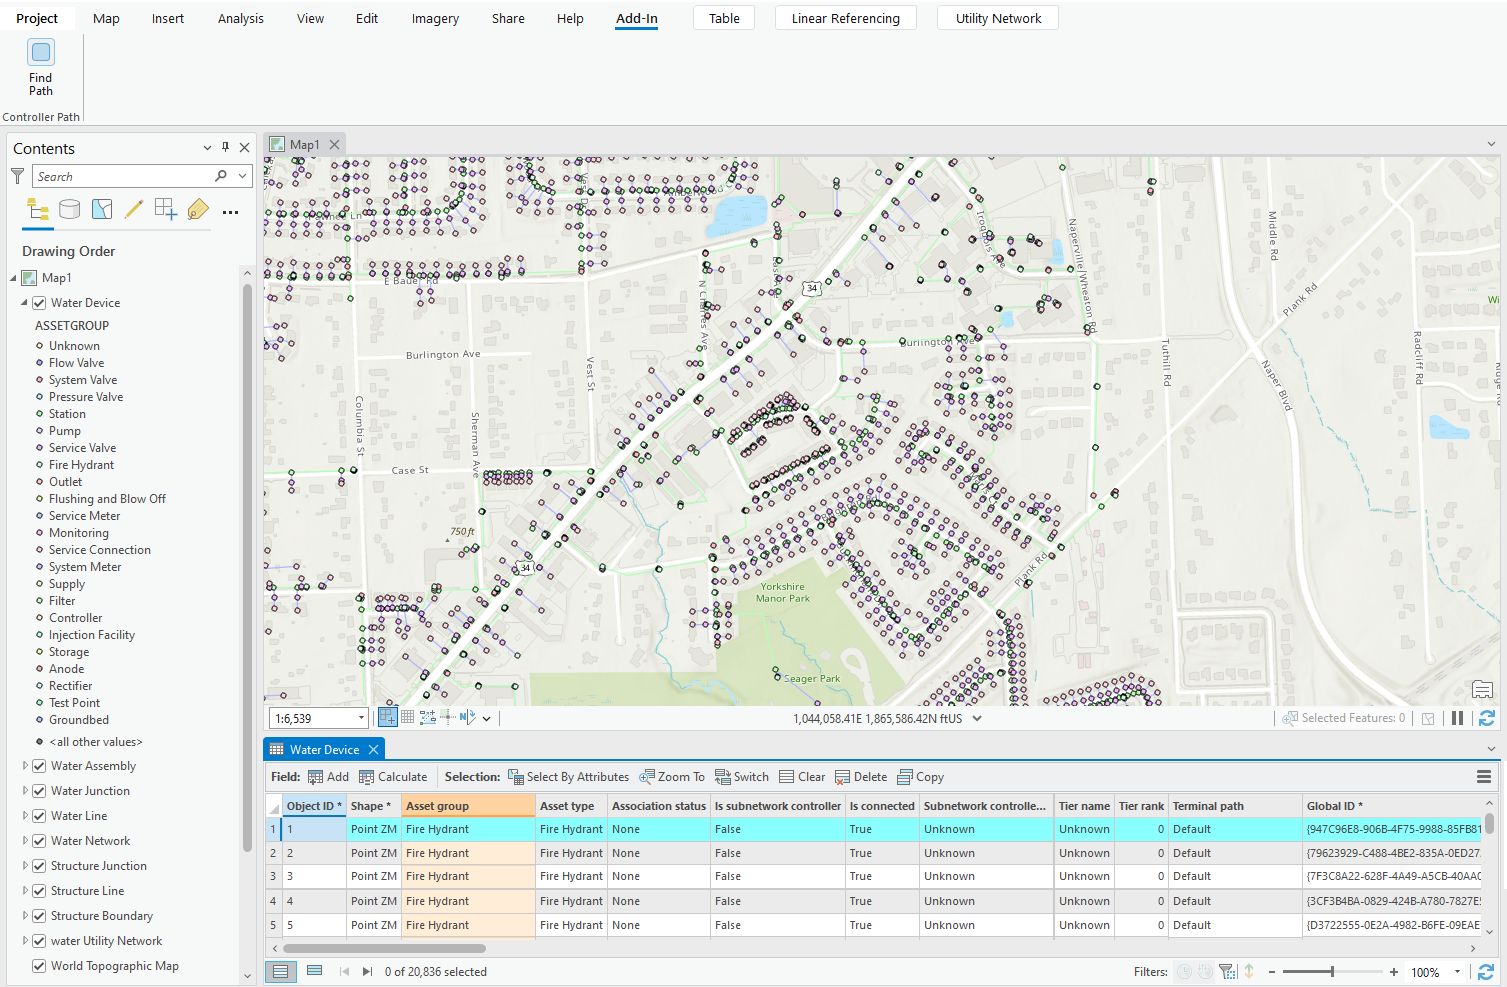 Project Map Insert Analysis View Edit Imagery Share Help Add-In Table Linear Referencing Utility Network
Find
Path
Controller Path
Contents
Search
Drawing Order
Map1
Water Device
ASSETGROUP
Unknown
Flow Valve
System Valve
Pressure Valve
Station
Pump
Service Valve
Fire Hydrant
Outlet
Flushing and Blow Off
Service Meter
Monitoring
Service Connection
System Meter
Supply
Filter
Controller
Injection Facility
Storage
Anode
Rectifier
Test Point
Groundbed
<all other values>
Water Assembly
Water Junction
Water Line
Water Network
Structure Junction
Structure Line
Structure Boundary
water Utility Network
World Topographic Map
Map1
E Bauer Rd
N Charles Ave
Iroquois Ave
Naperville Wheaton Rd
Middle Rd
Plank Rd
34
Burlington Ave
Burlington Ave
Vest St
Columbia St
Sherman Ave
Case St
Tuthill Rd
Naper Blvd
Radcliff Rd
750 ft
34
Plank Rd
Yorkshire
Manor Park
Seager Park
1:6,539
1,044,058.41E 1,865,586.42N ftUS
Selected Features: 0
Water Device
Field: Add Calculate Selection: Select By Attributes Zoom To Switch Clear Delete Copy
Object ID * Shape * Asset group Asset type Association status Is subnetwork controller Is connected Subnetwork controlle... Tier name Tier rank Terminal path Global ID *
1 1 Point ZM Fire Hydrant Fire Hydrant None False True Unknown Unknown 0 Default {947C96E8-906B-4F75-9988-85FB81
2 2 Point ZM Fire Hydrant Fire Hydrant None False True Unknown Unknown 0 Default {79623929-C488-4BE2-835A-0ED27
3 3 Point ZM Fire Hydrant Fire Hydrant None False True Unknown Unknown 0 Default {7F3C8A22-628F-4A49-A5CB-40AA0
4 4 Point ZM Fire Hydrant Fire Hydrant None False True Unknown Unknown 0 Default {3CF3B4BA-0829-424B-A780-7827E5
5 5 Point ZM Fire Hydrant Fire Hydrant None False True Unknown Unknown 0 Default {D3722555-0E2A-4982-B6FE-09EAE
0 of 20,836 selected
Filters:
100%